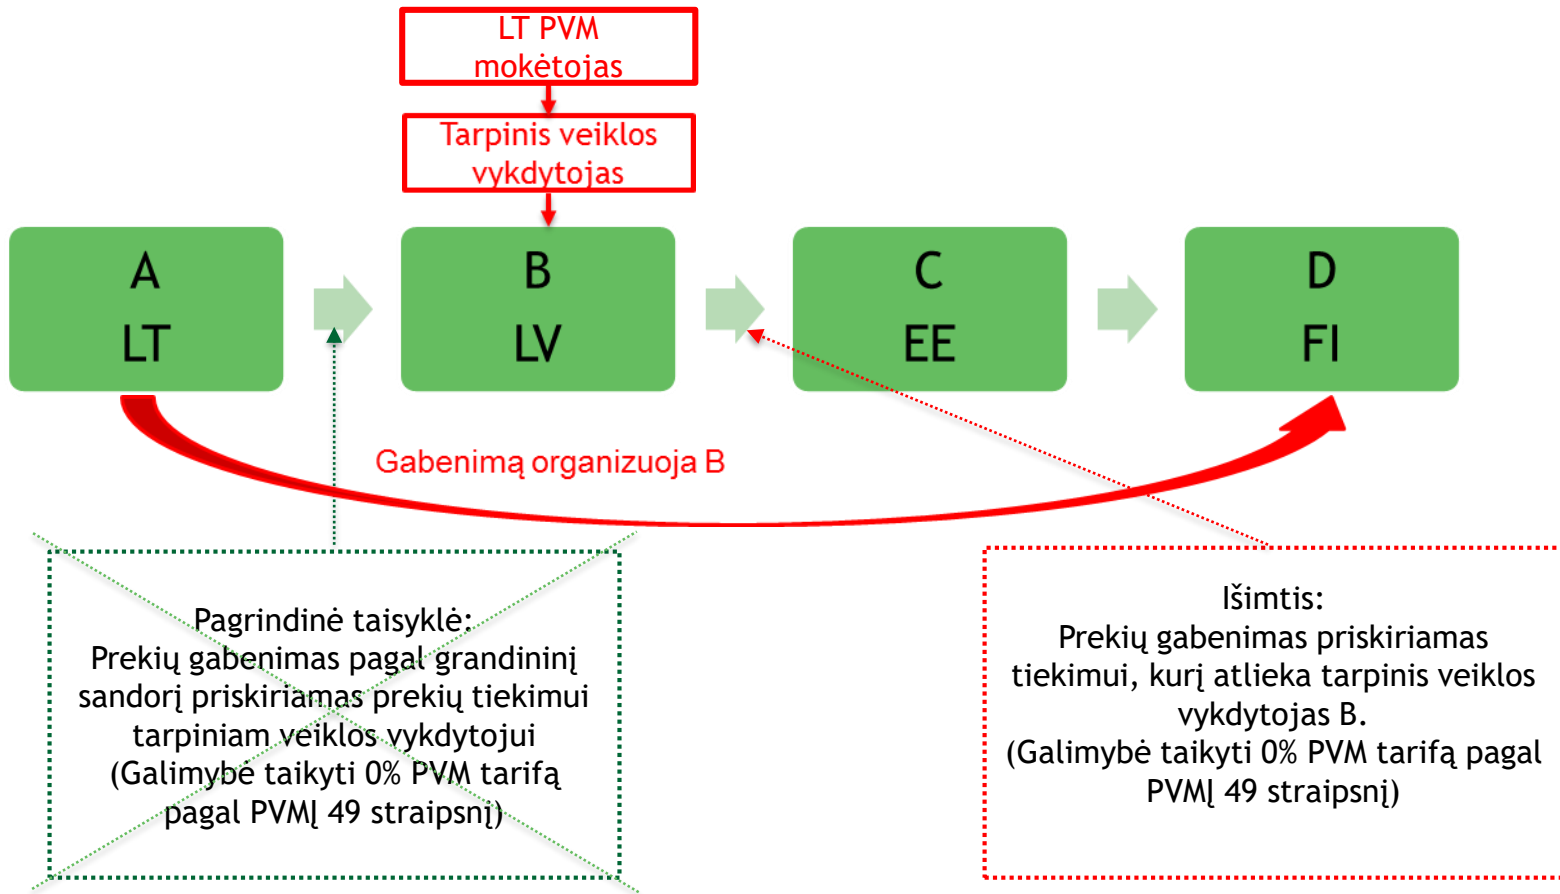 LT PVM
mokėtojas
Tarpinis veiklos
vykdytojas
A
LT
B
LV
C
EE
D
FI
Gabenimą organizuoja B
Pagrindinė taisyklė:
Prekių gabenimas pagal grandininį
sandorį priskiriamas prekių tiekimui
tarpiniam veiklos vykdytojui
(Galimybė taikyti 0% PVM tarifą
pagal PVMĮ 49 straipsnį)
Išimtis:
Prekių gabenimas priskiriamas
tiekimui, kurį atlieka tarpinis veiklos
vykdytojas B.
(Galimybė taikyti 0% PVM tarifą pagal
PVMĮ 49 straipsnį)